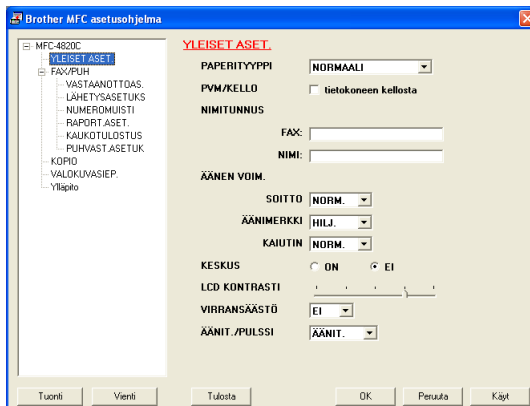 Brother MFC asetusohjelma
MFC-4820C
YLEISET ASET.
FAX/PUH
VASTAANOTTOAS.
LÄHETYSASETUKS
NUMEROMUISTI
RAPORT.ASET.
KAUKOTULOSTUS
PUHVAST.ASETUK
KOPIO
VALOKUVASIEP.
Ylläpito
YLEISET ASET.
PAPERITYYPPI NORMAALI
PVM/KELLO tietokoneen kellosta
NIMITUNNUS
FAX:
NIMI:
ÄÄNEN VOIM.
SOITTO NORM.
ÄÄNIMERKKI HILJ.
KAIUTIN NORM.
KESKUS ON EI
LCD KONTRASTI
VIRRANSÄÄSTÖ EI
ÄÄNIT./PULSSI ÄÄNIT.
Tuonti Vienti Tulosta OK Peruuta Käyt